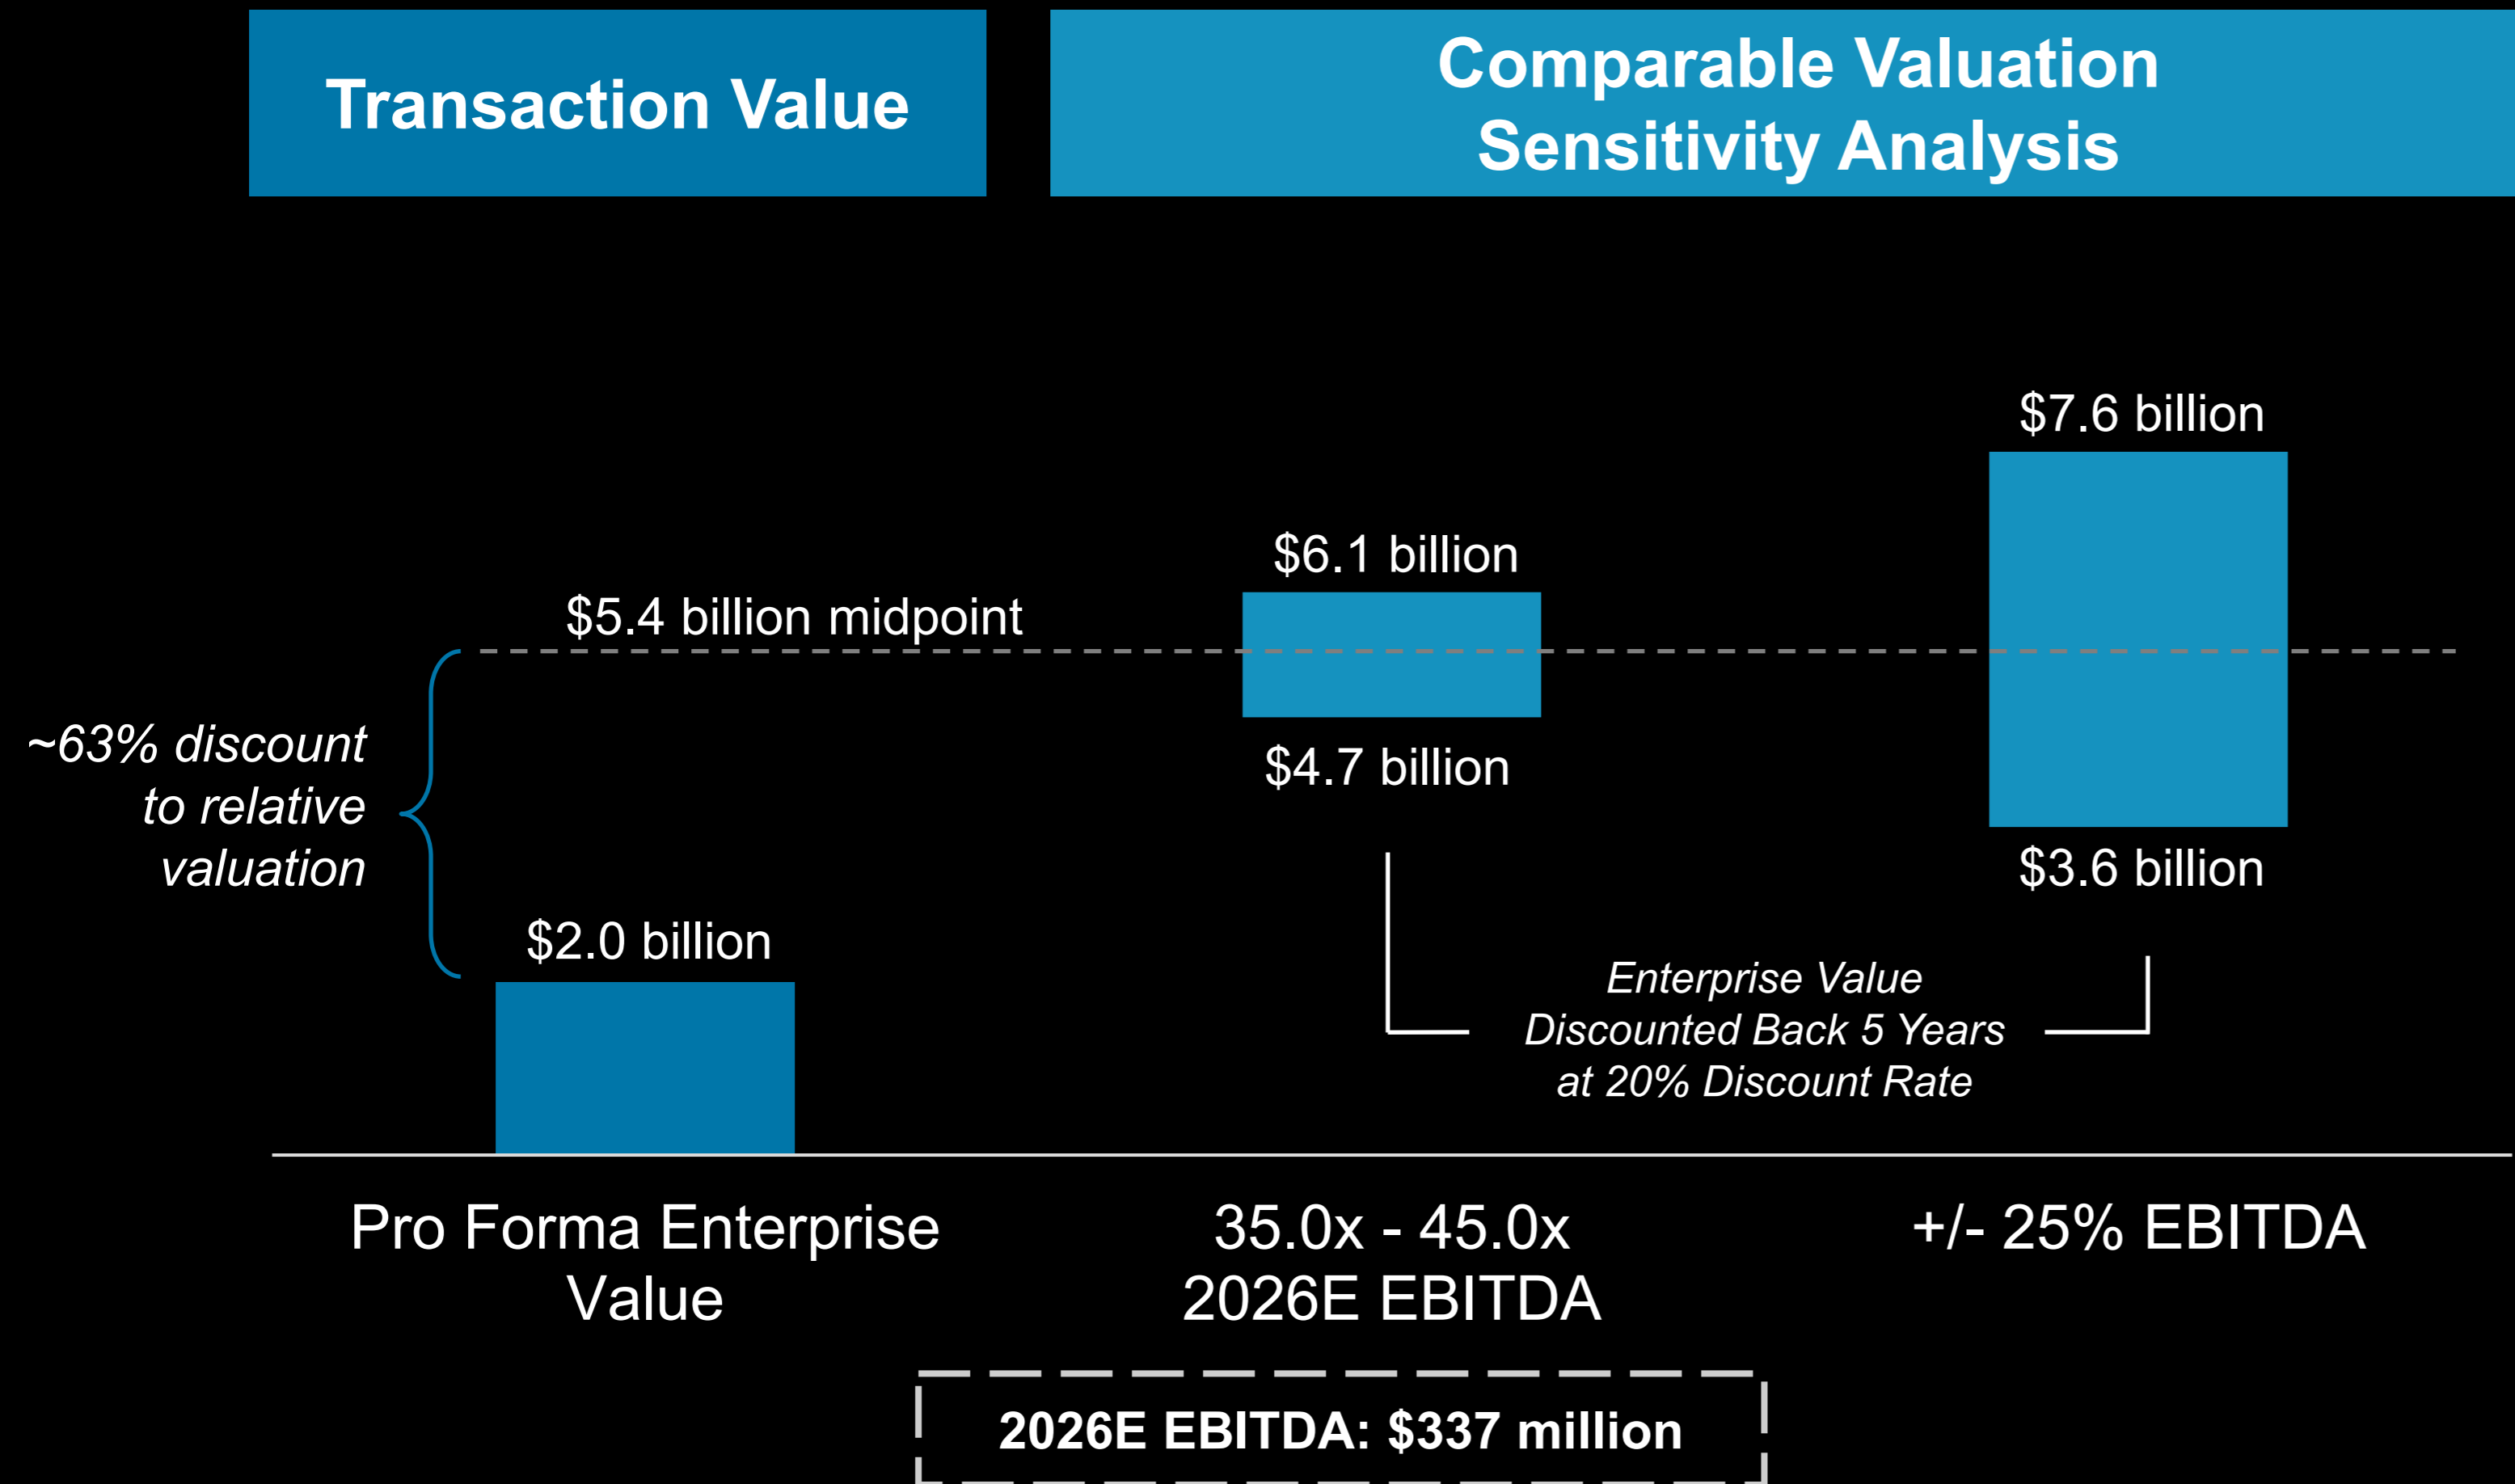 Transaction Value
Comparable Valuation
Sensitivity Analysis
$7.6 billion
$6.1 billion
$5.4 billion midpoint
~63% discount
to relative
valuation
$4.7 billion
$3.6 billion
$2.0 billion
Enterprise Value
Discounted Back 5 Years
at 20% Discount Rate
Pro Forma Enterprise
Value
35.0x - 45.0x
2026E EBITDA
+/- 25% EBITDA
2026E EBITDA: $337 million